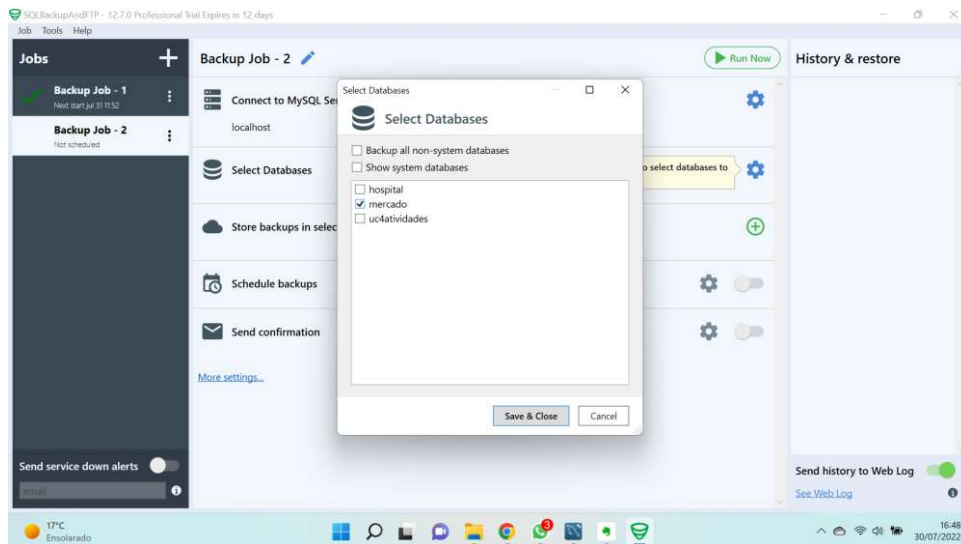 SQLBackupAndFTP - 12.7.0 Professional Trial Expires in 12 days
Job Tools Help
Jobs
Backup Job - 1
Next start Jul 31 11:52
Backup Job - 2
Not scheduled
Send service down alerts
email
Backup Job - 2
Run Now
Connect to MySQL Se
localhost
Select Databases
o select databases to
Store backups in selec
Schedule backups
Send confirmation
More settings...
Select Databases
Select Databases
Backup all non-system databases
Show system databases
hospital
mercado
uc4atividades
Save & Close
Cancel
History & restore
Send history to Web Log
See Web Log
17°C
Ensolarado
3
16:48
30/07/2022